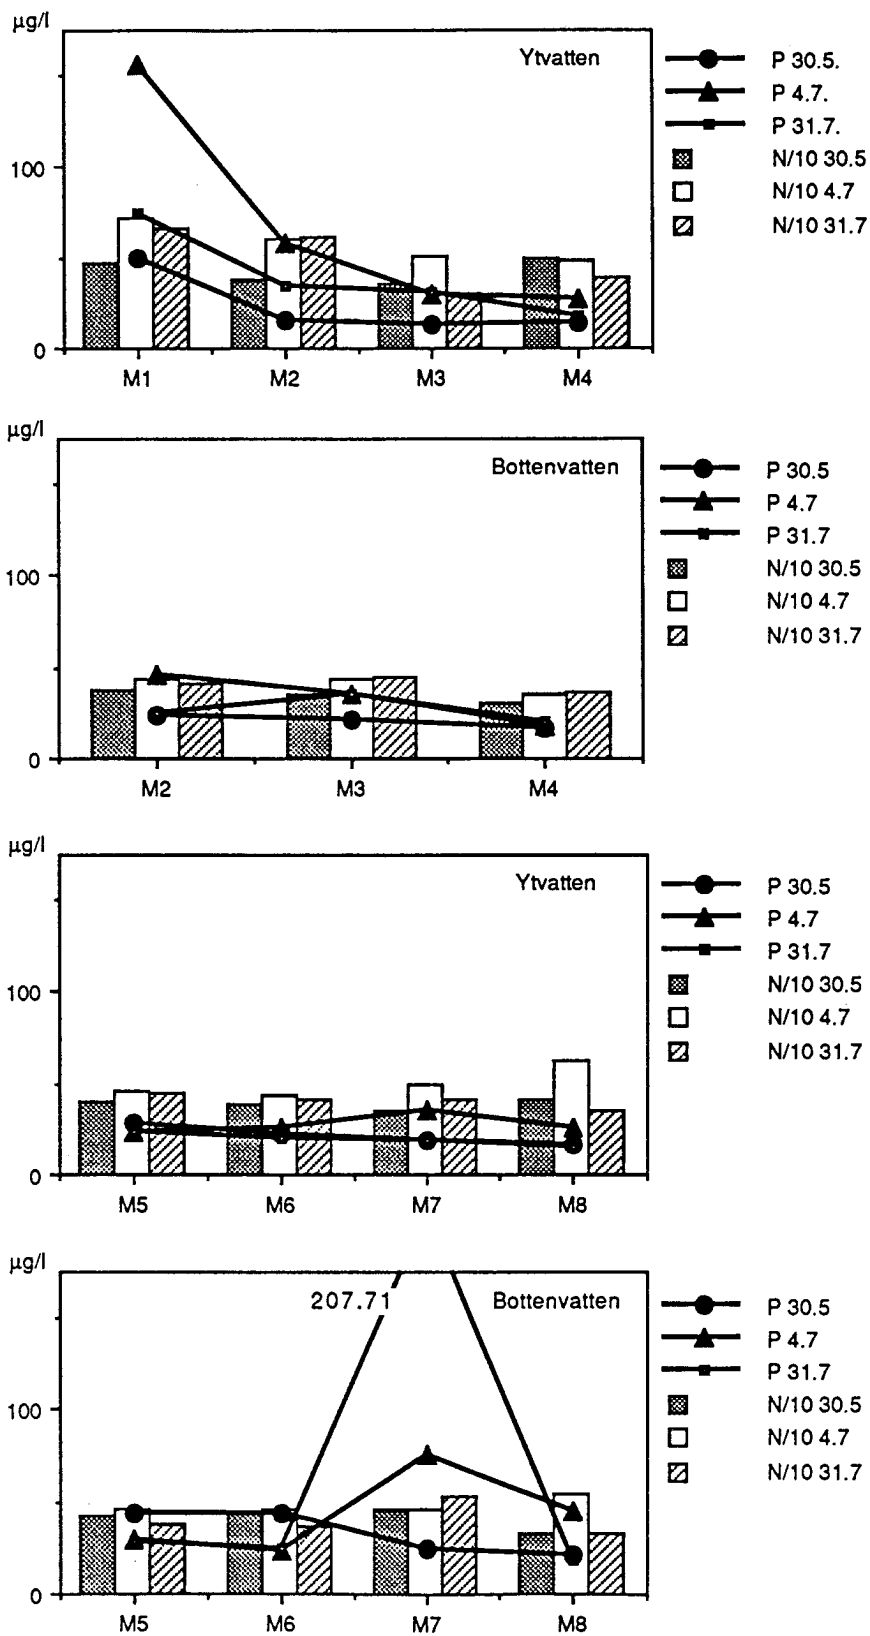 µg/l
Ytvatten
100
0
M1 M2 M3 M4
P 30.5.
P 4.7.
P 31.7.
N/10 30.5
N/10 4.7
N/10 31.7
µg/l
Bottenvatten
100
0
M2 M3 M4
P 30.5
P 4.7
P 31.7
N/10 30.5
N/10 4.7
N/10 31.7
µg/l
Ytvatten
100
0
M5 M6 M7 M8
P 30.5
P 4.7
P 31.7
N/10 30.5
N/10 4.7
N/10 31.7
µg/l
207.71
Bottenvatten
100
0
M5 M6 M7 M8
P 30.5
P 4.7
P 31.7
N/10 30.5
N/10 4.7
N/10 31.7